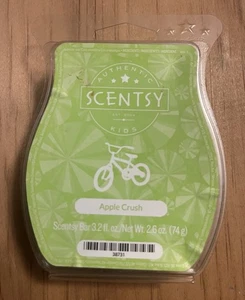 AUTHENTIC
SCENTSY
KIDS
Apple Crush
Scentsy Bar 3.2 fl. oz./Net Wt. 2.6 oz. (74 g)